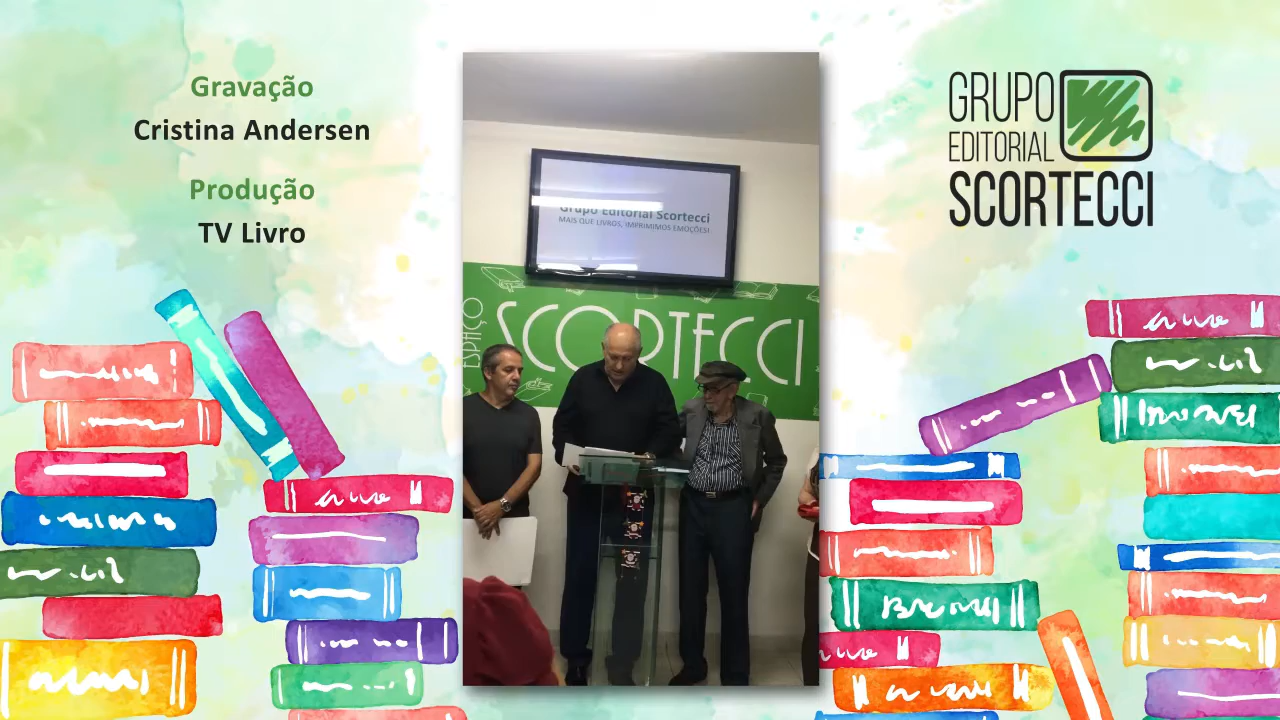 Gravação
Cristina Andersen
Produção
TV Livro
Grupo Editorial Scortecci
MAIS QUE LIVROS, IMPRIMIMOS EMOÇÕES!
ESPAÇO
SCORTECCI
GRUPO
EDITORIAL
SCORTECCI